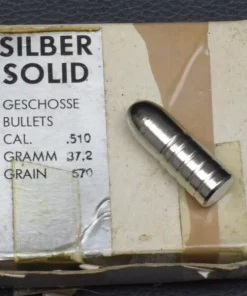 SILBER
SOLID
GESCHOSSE
BULLETS
CAL. .510
GRAMM 37.2
GRAIN 570